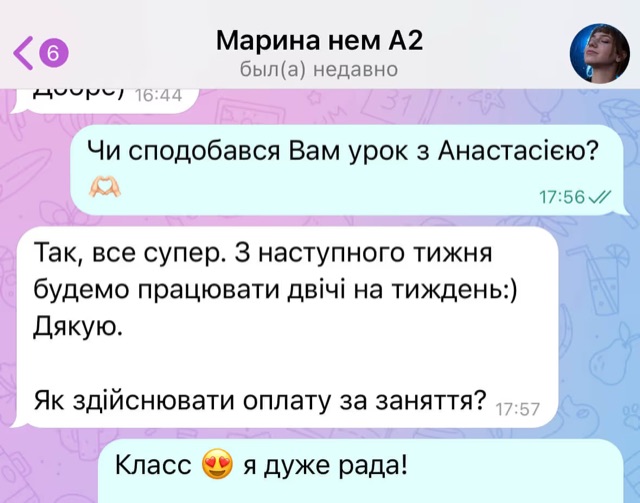 6
Марина нем А2
был(а) недавно
Добре) 16:44
Чи сподобався Вам урок з Анастасією?
🫶🏻
17:56
Так, все супер. З наступного тижня
будемо працювати двічі на тиждень:)
Дякую.
Як здійснювати оплату за заняття? 17:57
Класс 😍 я дуже рада!